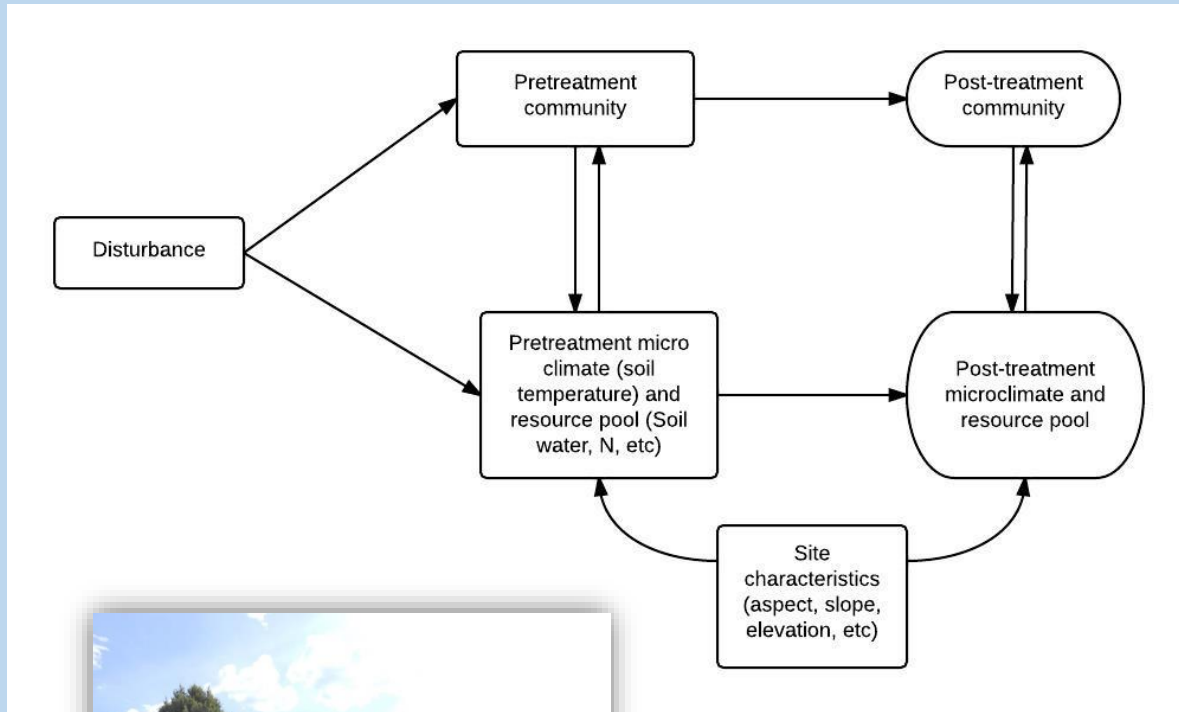 Pretreatment
community
Post-treatment
community
Disturbance
Pretreatment micro
climate (soil
temperature) and
resource pool (Soil
water, N, etc)
Post-treatment
microclimate and
resource pool
Site
characteristics
(aspect, slope,
elevation, etc)